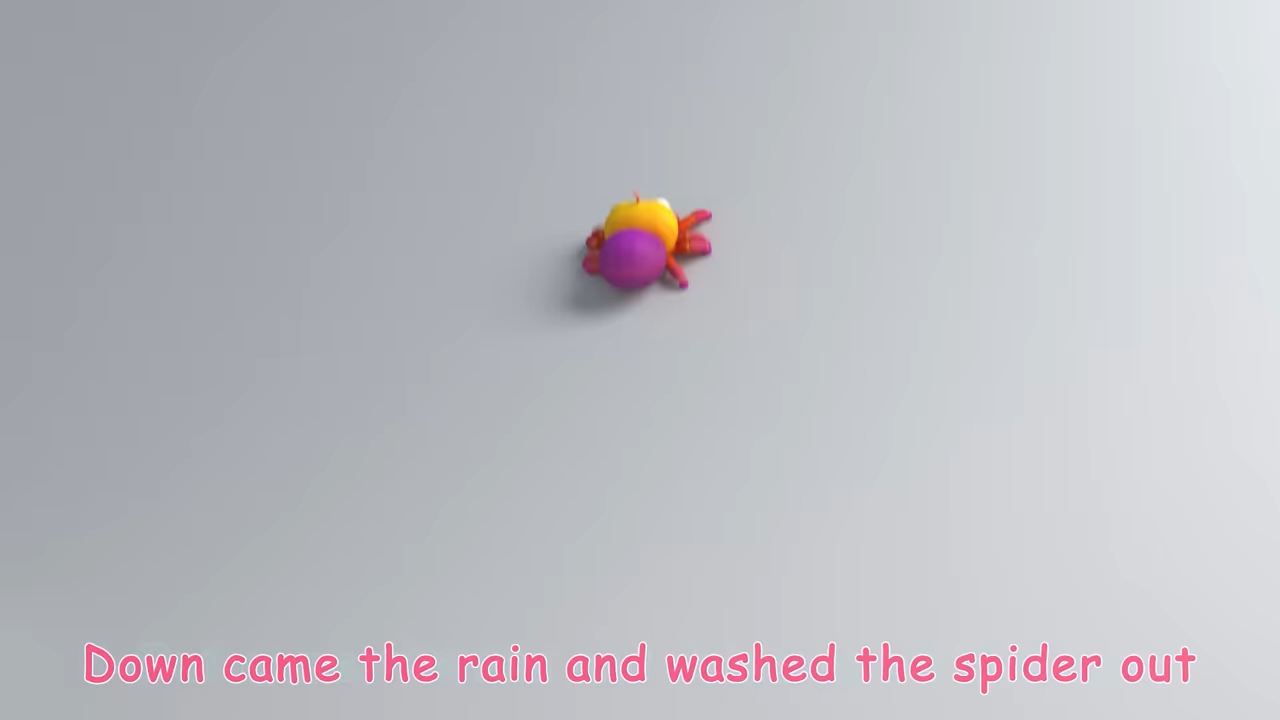 Down came the rain and washed the spider out